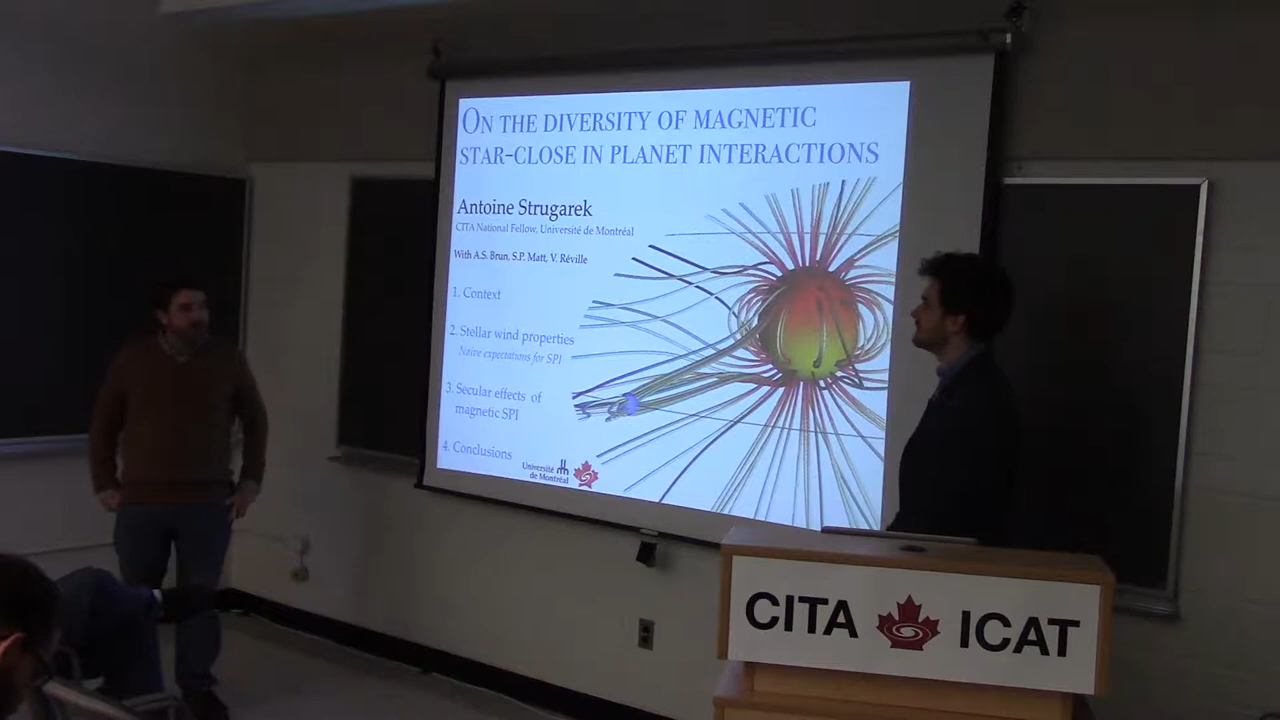 ON THE DIVERSITY OF MAGNETIC
STAR-CLOSE IN PLANET INTERACTIONS
Antoine Strugarek
CITA National Fellow, Université de Montréal
With A.S. Brun, S.P. Matt, V. Réville
1. Context
2. Stellar wind properties
Naive expectations for SPI
3. Secular effects of
magnetic SPI
4. Conclusions
Université
de Montréal
CITA ICAT